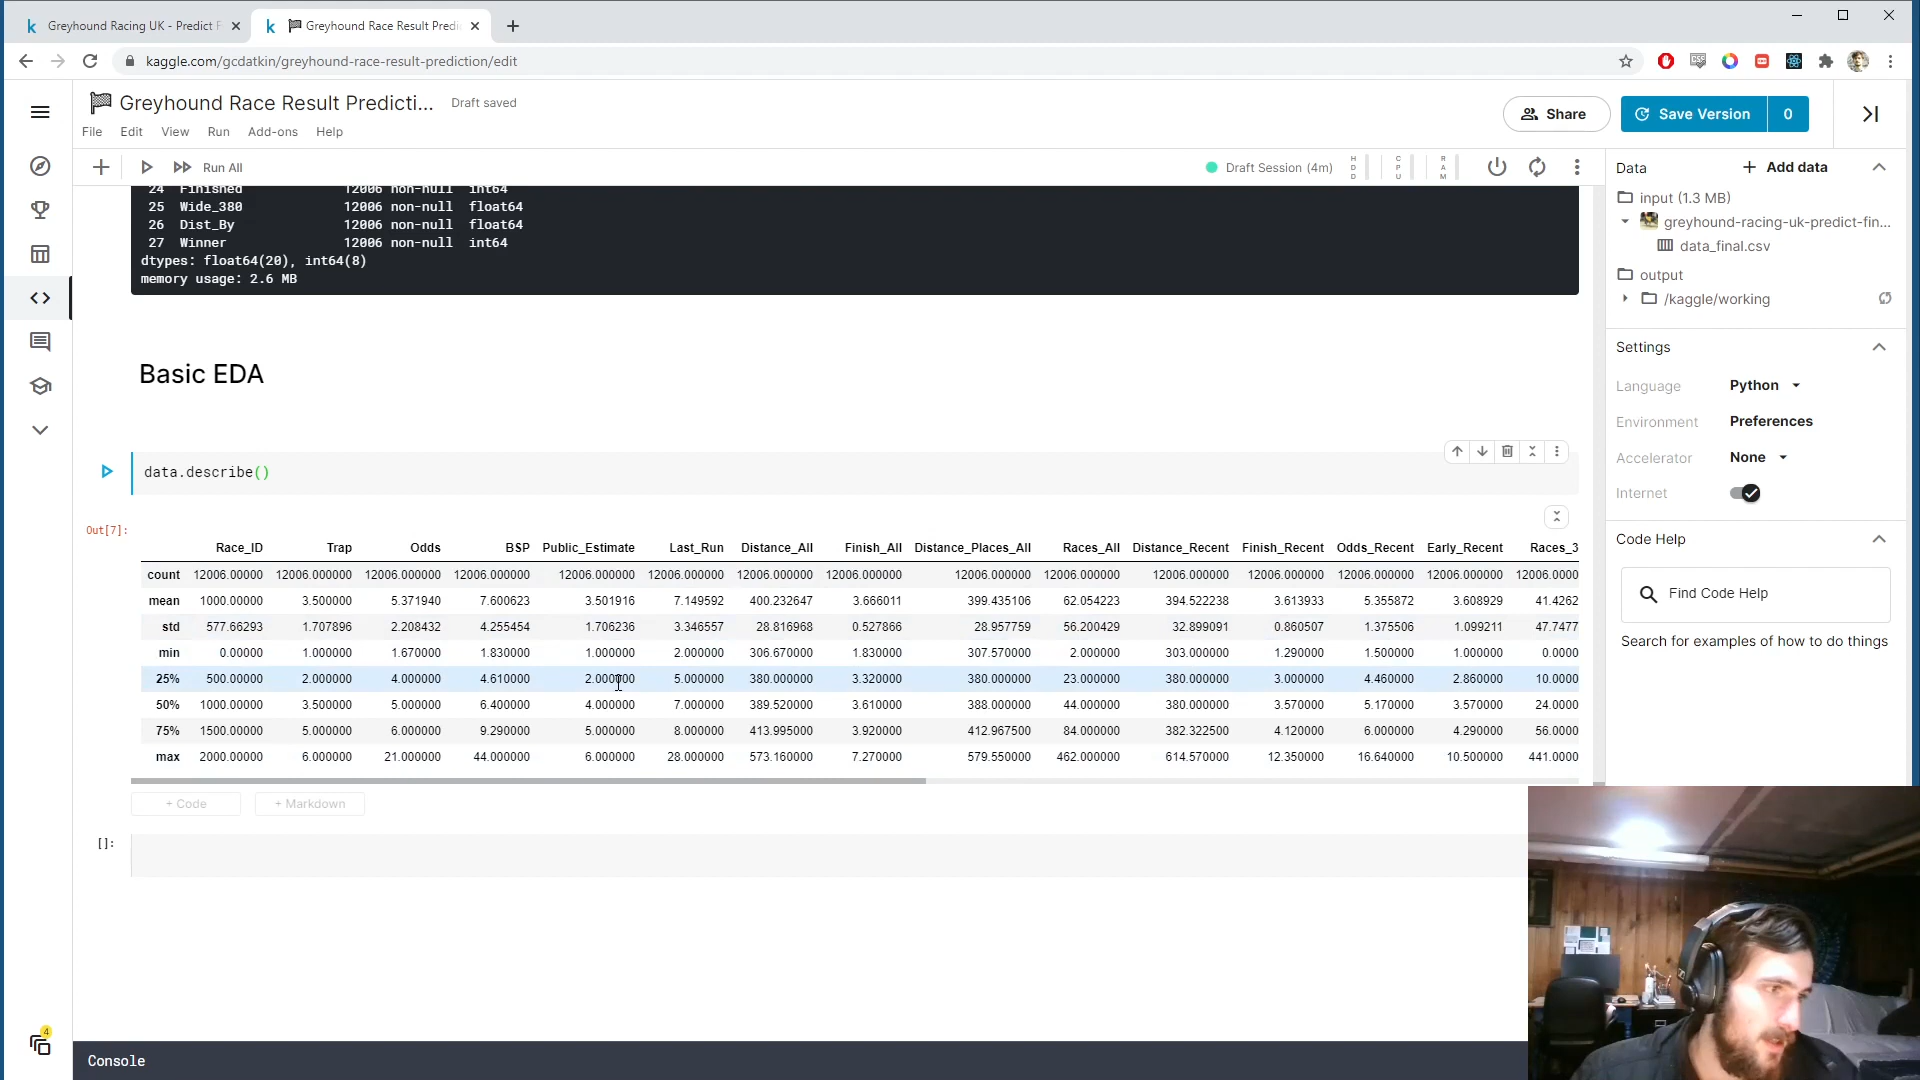 Greyhound Racing UK - Predict F
Greyhound Race Result Predi
kaggle.com/gcdatkin/greyhound-race-result-prediction/edit
Greyhound Race Result Predicti...
Draft saved
Share
Save Version
0
File Edit View Run Add-ons Help
Run All
Draft Session (4m)
HDD
CPU
RAM
24 Finished 12006 non-null int64
25 Wide_380 12006 non-null float64
26 Dist_By 12006 non-null float64
27 Winner 12006 non-null int64
dtypes: float64(20), int64(8)
memory usage: 2.6 MB
Basic EDA
data.describe()
Out[7]:
Race_ID Trap Odds BSP Public_Estimate Last_Run Distance_All Finish_All Distance_Places_All Races_All Distance_Recent Finish_Recent Odds_Recent Early_Recent Races_3
count 12006.00000 12006.000000 12006.000000 12006.000000 12006.000000 12006.000000 12006.000000 12006.000000 12006.000000 12006.000000 12006.000000 12006.000000 12006.000000 12006.000000 12006.0000
mean 1000.00000 3.500000 5.371940 7.600623 3.501916 7.149592 400.232647 3.666011 399.435106 62.054223 394.522238 3.613933 5.355872 3.608929 41.4262
std 577.66293 1.707896 2.208432 4.255454 1.706236 3.346557 28.816968 0.527866 28.957759 56.200429 32.899091 0.860507 1.375506 1.099211 47.7477
min 0.00000 1.000000 1.670000 1.830000 1.000000 2.000000 306.670000 1.830000 307.570000 2.000000 303.000000 1.290000 1.500000 1.000000 0.0000
25% 500.00000 2.000000 4.000000 4.610000 2.000000 5.000000 380.000000 3.320000 380.000000 23.000000 380.000000 3.000000 4.460000 2.860000 10.0000
50% 1000.00000 3.500000 5.000000 6.400000 4.000000 7.000000 389.520000 3.610000 388.000000 44.000000 380.000000 3.570000 5.170000 3.570000 24.0000
75% 1500.00000 5.000000 6.000000 9.290000 5.000000 8.000000 413.995000 3.920000 412.967500 84.000000 382.322500 4.120000 6.000000 4.290000 56.0000
max 2000.00000 6.000000 21.000000 44.000000 6.000000 28.000000 573.160000 7.270000 579.550000 462.000000 614.570000 12.350000 16.640000 10.500000 441.0000
+ Code
+ Markdown
[]:
Console
4
Data
Add data
input (1.3 MB)
greyhound-racing-uk-predict-fin...
data_final.csv
output
/kaggle/working
Settings
Language Python
Environment Preferences
Accelerator None
Internet
Code Help
Find Code Help
Search for examples of how to do things